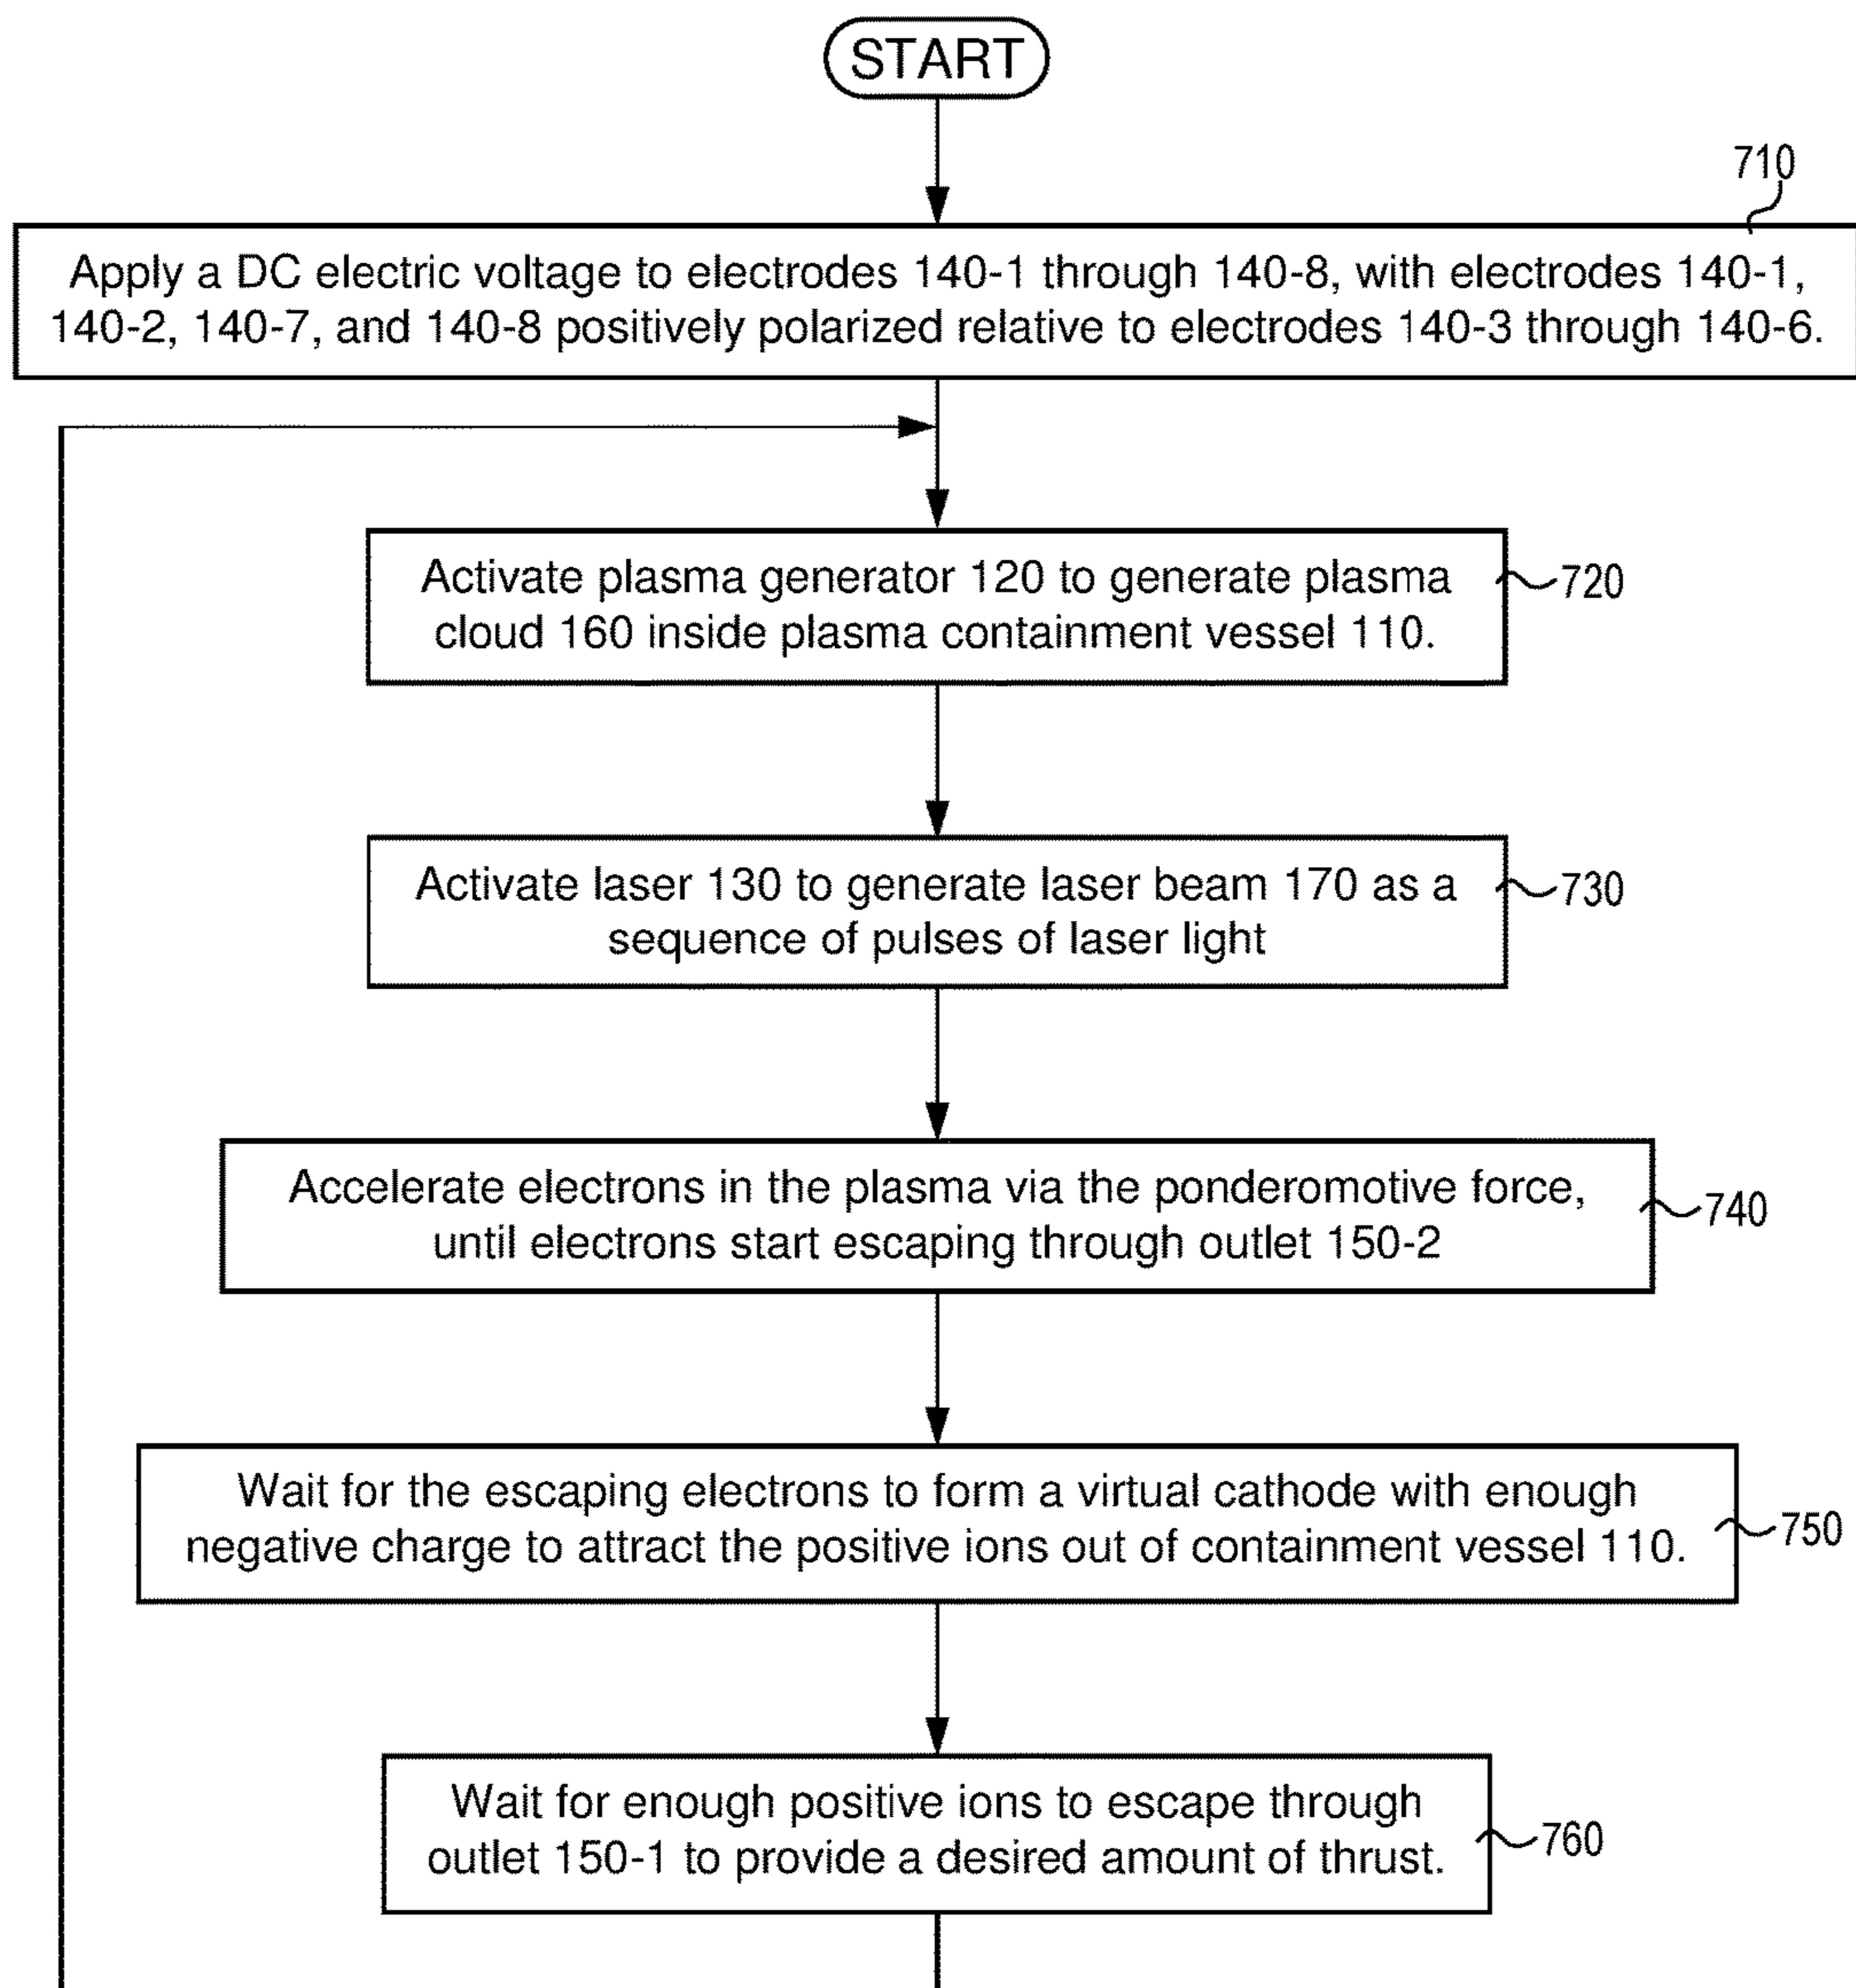 START
710
Apply a DC electric voltage to electrodes 140-1 through 140-8, with electrodes 140-1,
140-2, 140-7, and 140-8 positively polarized relative to electrodes 140-3 through 140-6.
Activate plasma generator 120 to generate plasma
cloud 160 inside plasma containment vessel 110.
720
Activate laser 130 to generate laser beam 170 as a
sequence of pulses of laser light
730
Accelerate electrons in the plasma via the ponderomotive force,
until electrons start escaping through outlet 150-2
740
Wait for the escaping electrons to form a virtual cathode with enough
negative charge to attract the positive ions out of containment vessel 110.
750
Wait for enough positive ions to escape through
outlet 150-1 to provide a desired amount of thrust.
760